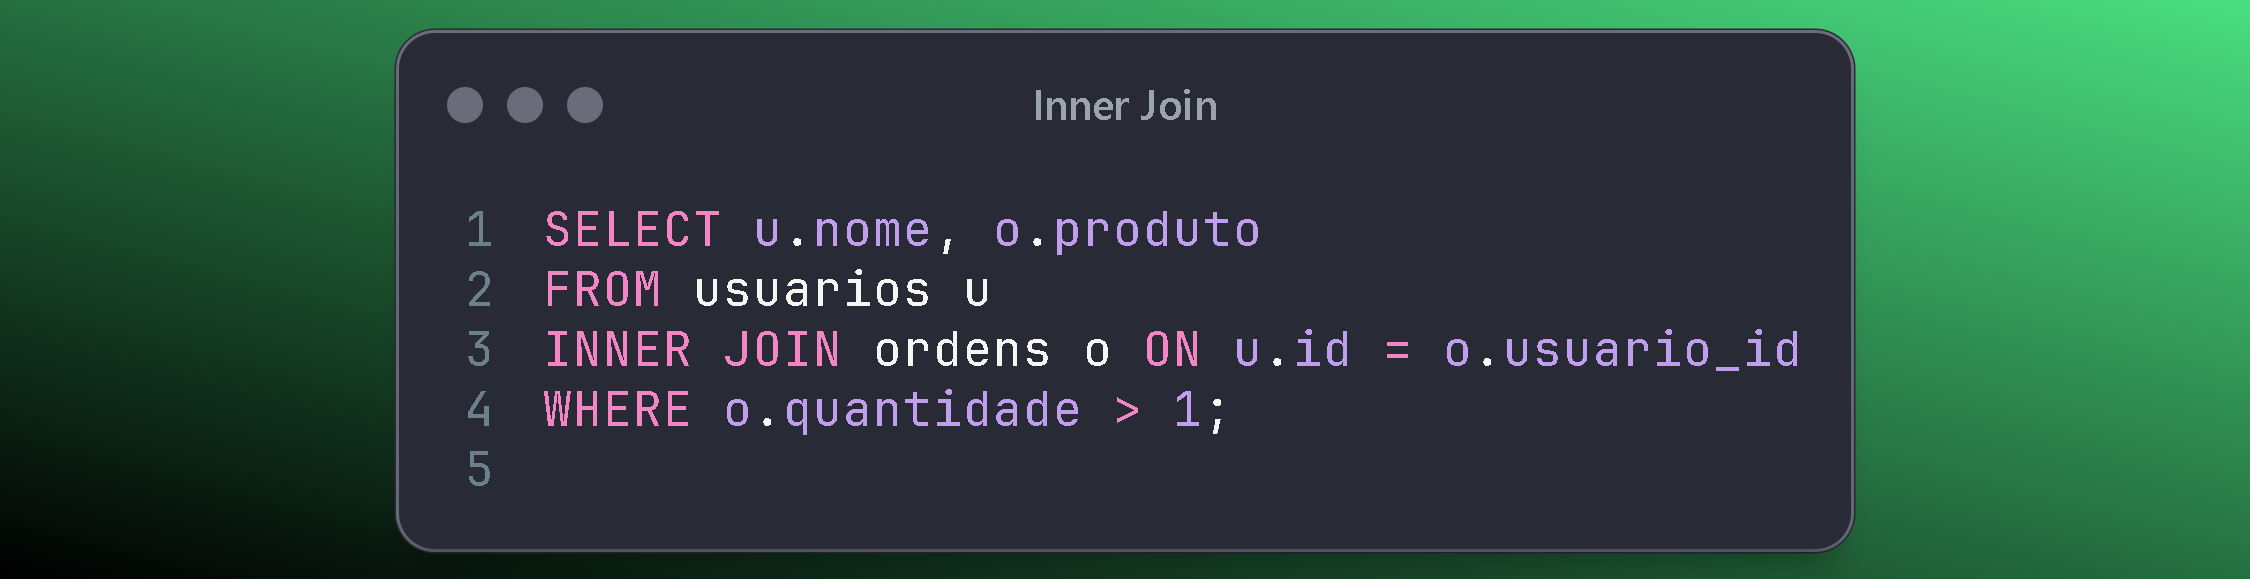 Inner Join
1 SELECT u.nome, o.produto
2 FROM usuarios u
3 INNER JOIN ordens o ON u.id = o.usuario_id
4 WHERE o.quantidade > 1;
5